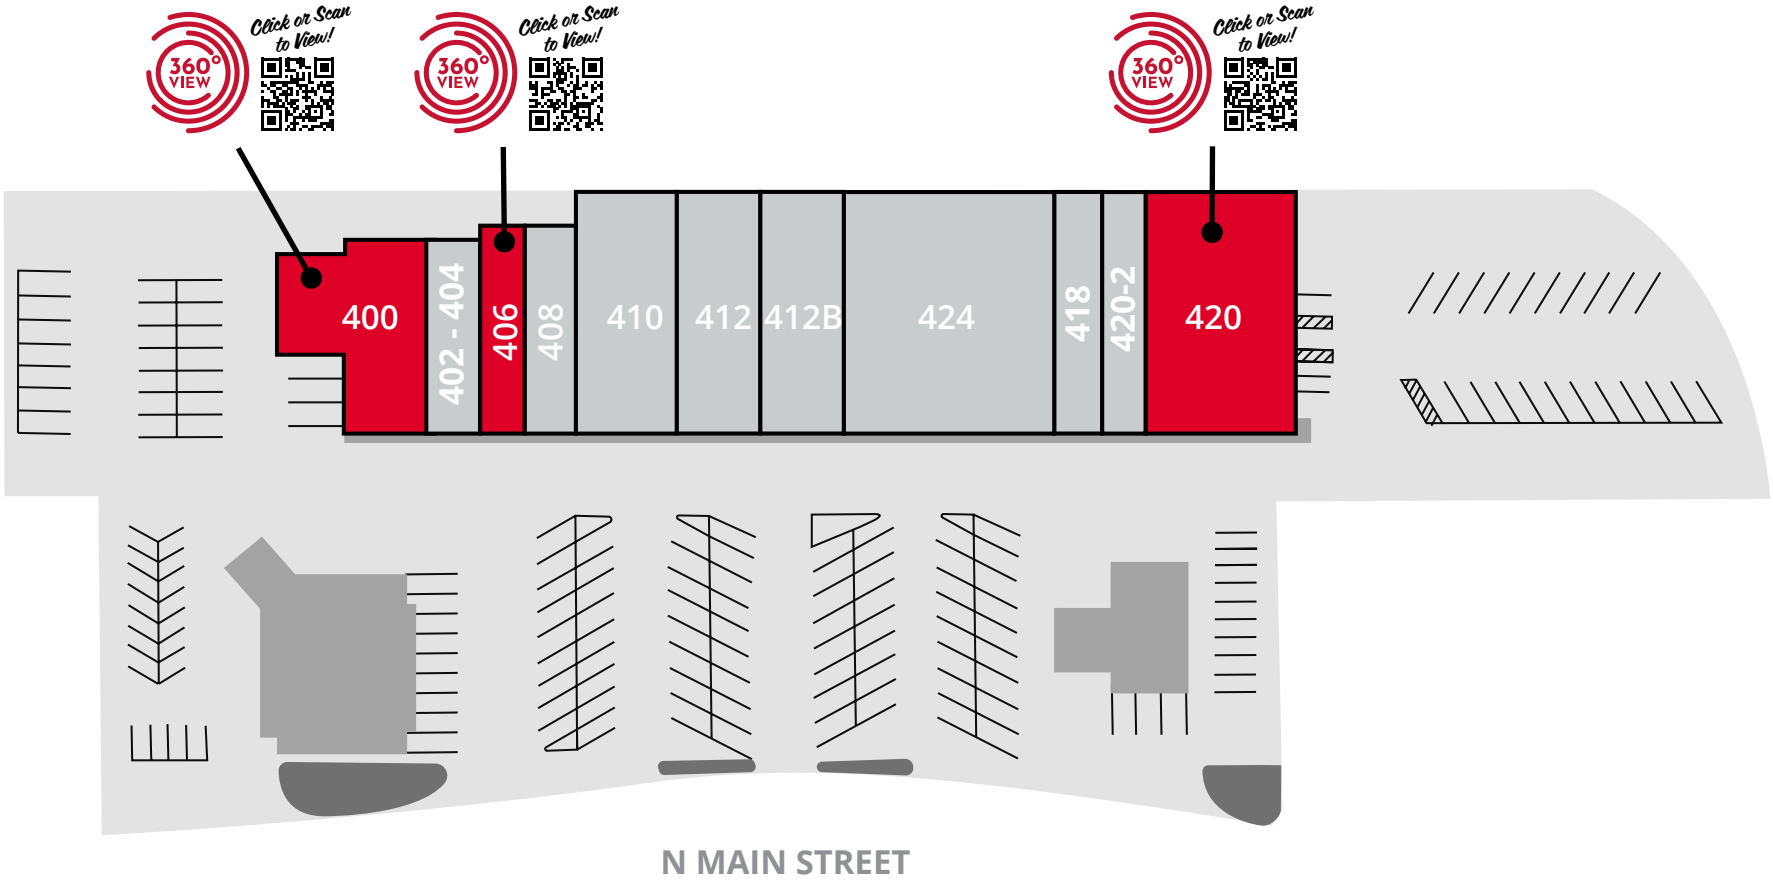 360°
VIEW
Click or Scan
to View!
360°
VIEW
Click or Scan
to View!
360°
VIEW
Click or Scan
to View!
400
402 - 404
406
408
410
412
412B
424
418
420-2
420
N MAIN STREET